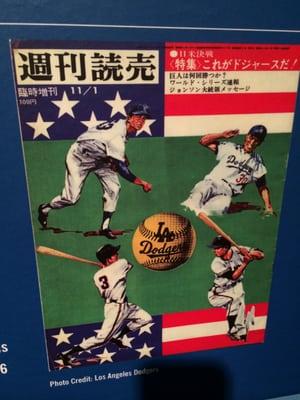 週刊読売
臨時増刊 11/1
100円
●日米決戦
〈特集〉これがドジャースだ!
巨人は何回勝つか?
ワールド・シリーズ速報
ジョンソン大統領メッセージ
LA
Dodgers
3
6
Photo Credit: Los Angeles Dodgers